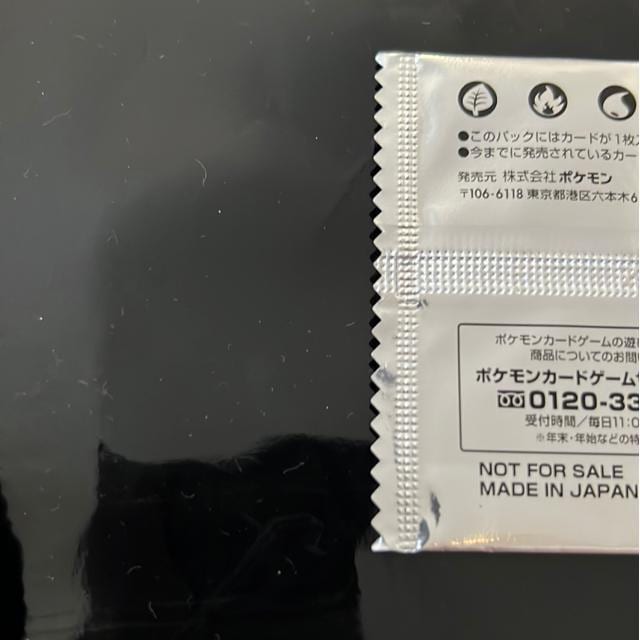 ●このパックにはカードが1枚
●今までに発売されているカー
発売元 株式会社 ポケモン
〒106-6118 東京都港区六本木6
ポケモンカードゲームの遊
商品についてのお問
ポケモンカードゲーム
0120-33
受付時間／毎日11:0
※年末・年始などの特
NOT FOR SALE
MADE IN JAPAN